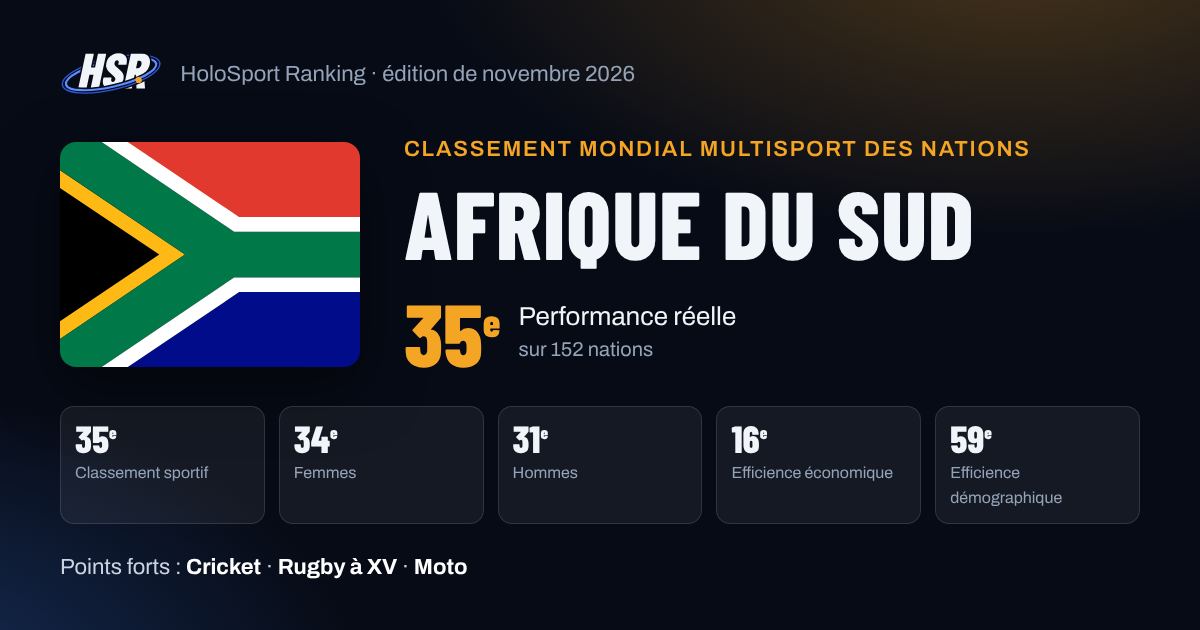 HSR
HoloSport Ranking · édition de novembre 2026
CLASSEMENT MONDIAL MULTISPORT DES NATIONS
AFRIQUE DU SUD
35e
Performance réelle
sur 152 nations
35e
Classement sportif
34e
Femmes
31e
Hommes
16e
Efficience économique
59e
Efficience
démographique
Points forts : Cricket · Rugby à XV · Moto